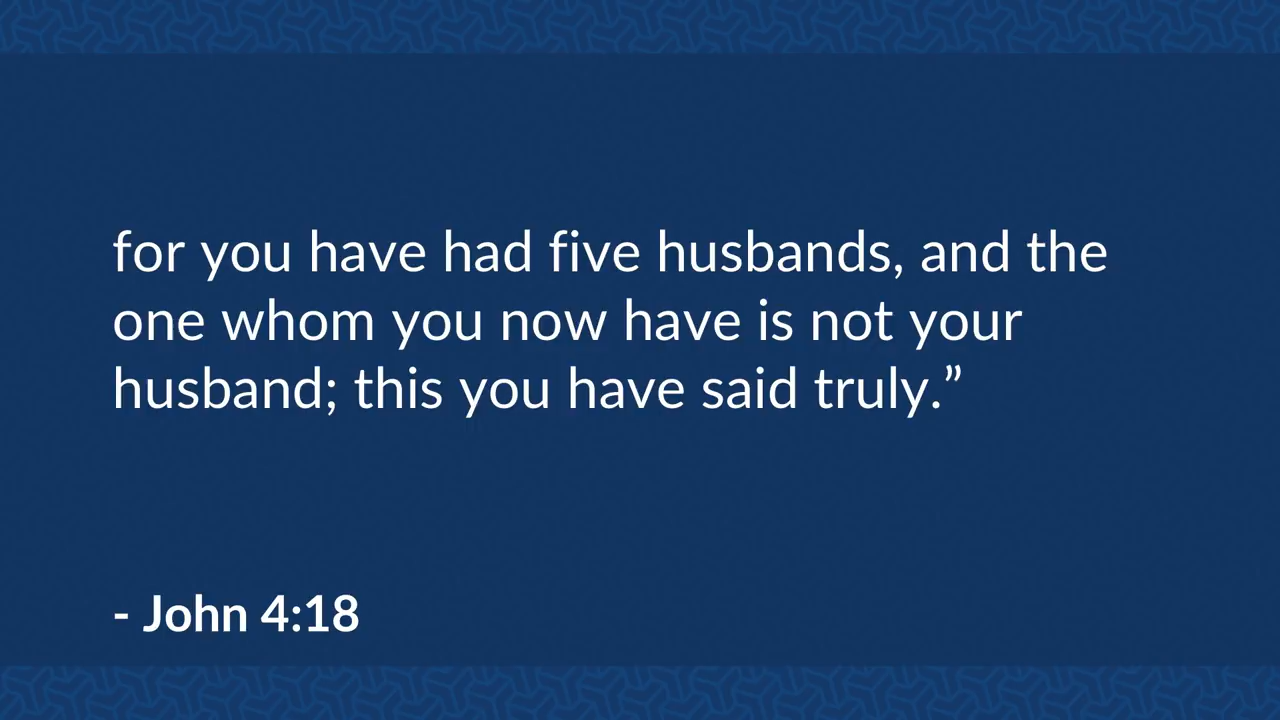 for you have had five husbands, and the
one whom you now have is not your
husband; this you have said truly.”
- John 4:18